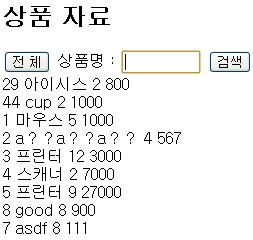 상품 자료
전 체 상품명 : 검색
29 아이시스 2 800
44 cup 2 1000
1 마우스 5 1000
2 a ? ? a ? ? a ? ? 4 567
3 프린터 12 3000
4 스캐너 2 7000
5 프린터 9 27000
8 good 8 900
7 asdf 8 111